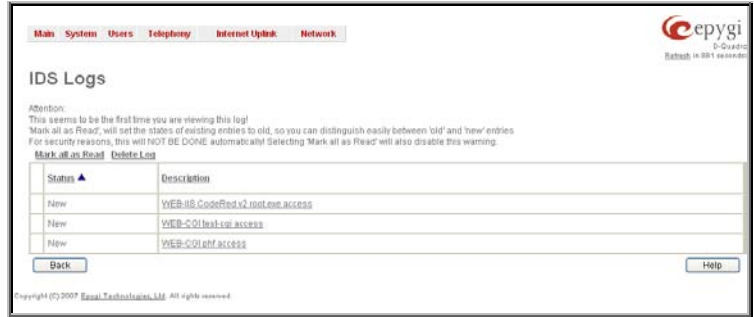 Main System Users Telephony Internet Uplink Network
epygi
D-Quadro
Refresh in 881 seconds
IDS Logs
Attention:
This seems to be the first time you are viewing this log!
'Mark all as Read', will set the states of existing entries to old, so you can distinguish easily between 'old' and 'new' entries
For security reasons, this will NOT BE DONE automatically! Selecting 'Mark all as Read' will also disable this warning.
Mark all as Read Delete Log
Status ▲ Description
New WEB-IIS CodeRed v2 root.exe access
New WEB-CGI test-cgi access
New WEB-CGI phf access
Back Help
Copyright (C) 2007 Epygi Technologies, Ltd. All rights reserved.